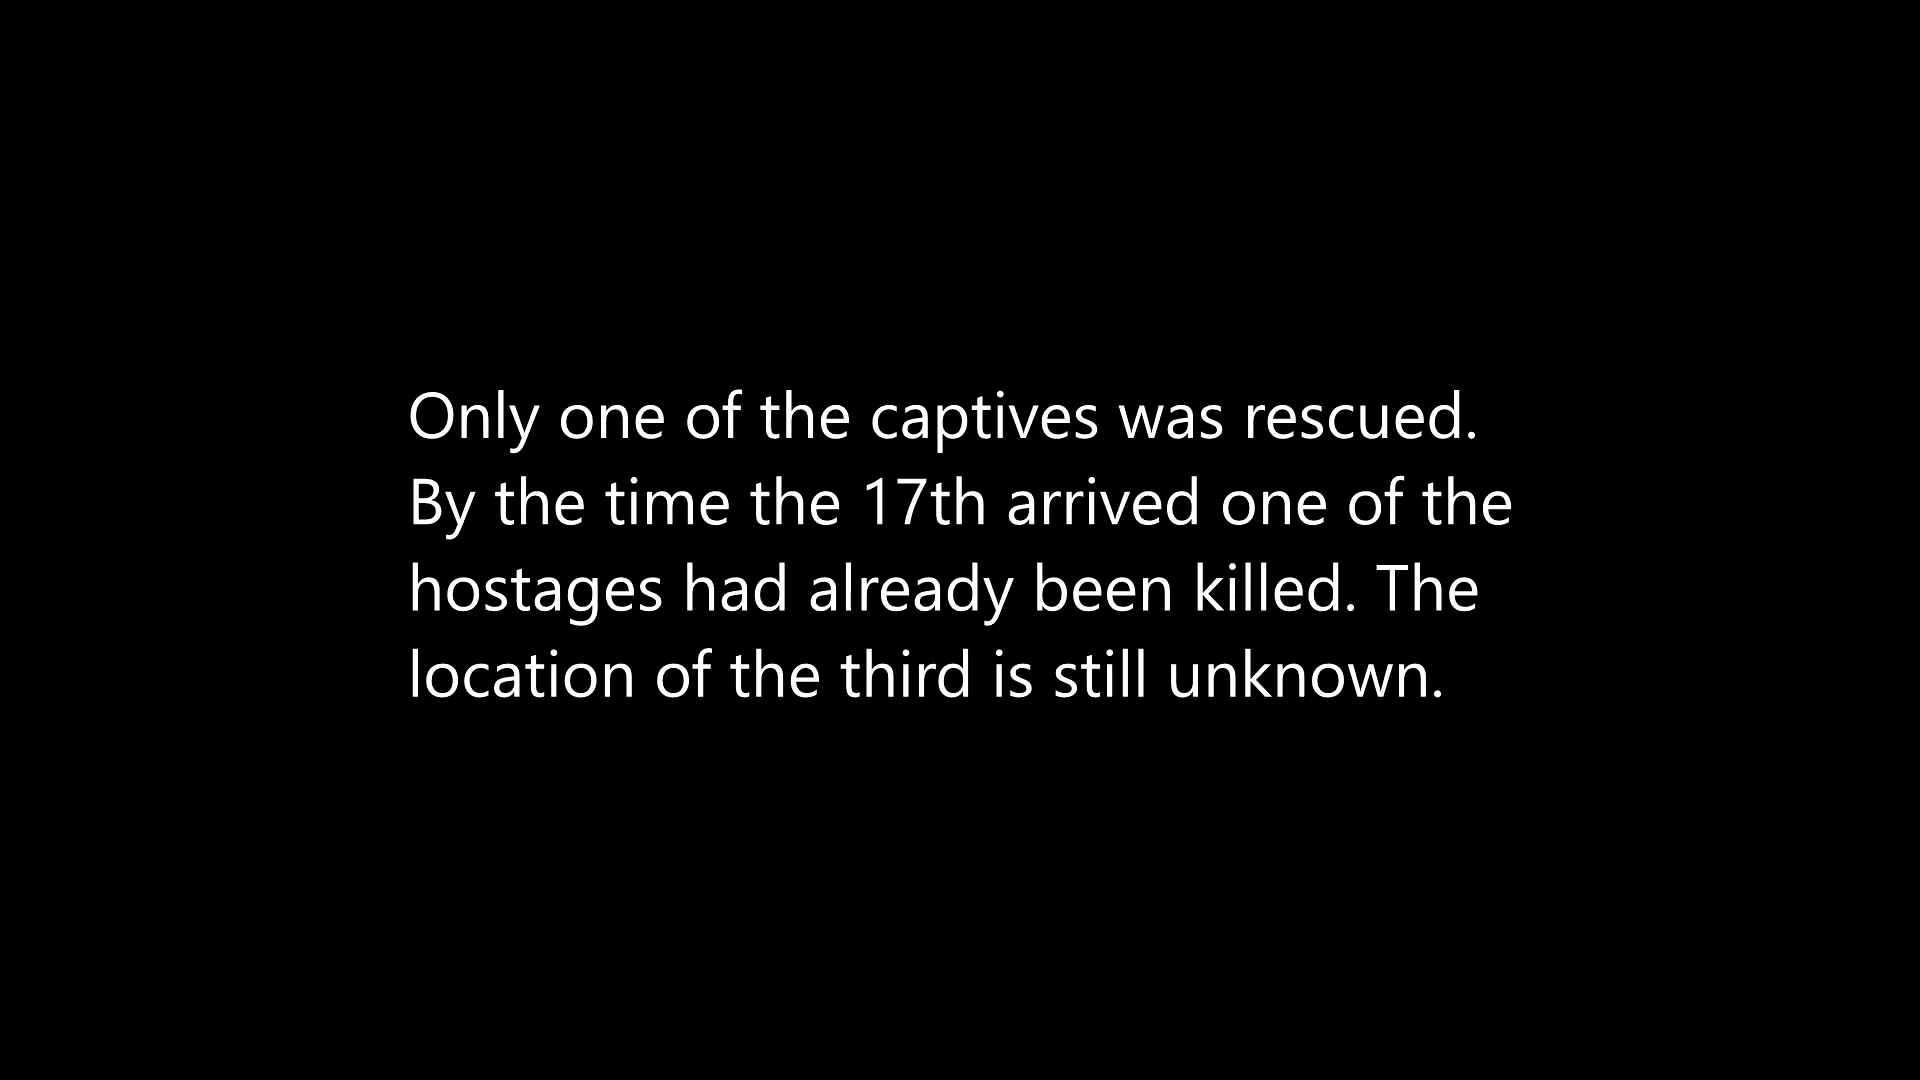 Only one of the captives was rescued.
By the time the 17th arrived one of the
hostages had already been killed. The
location of the third is still unknown.